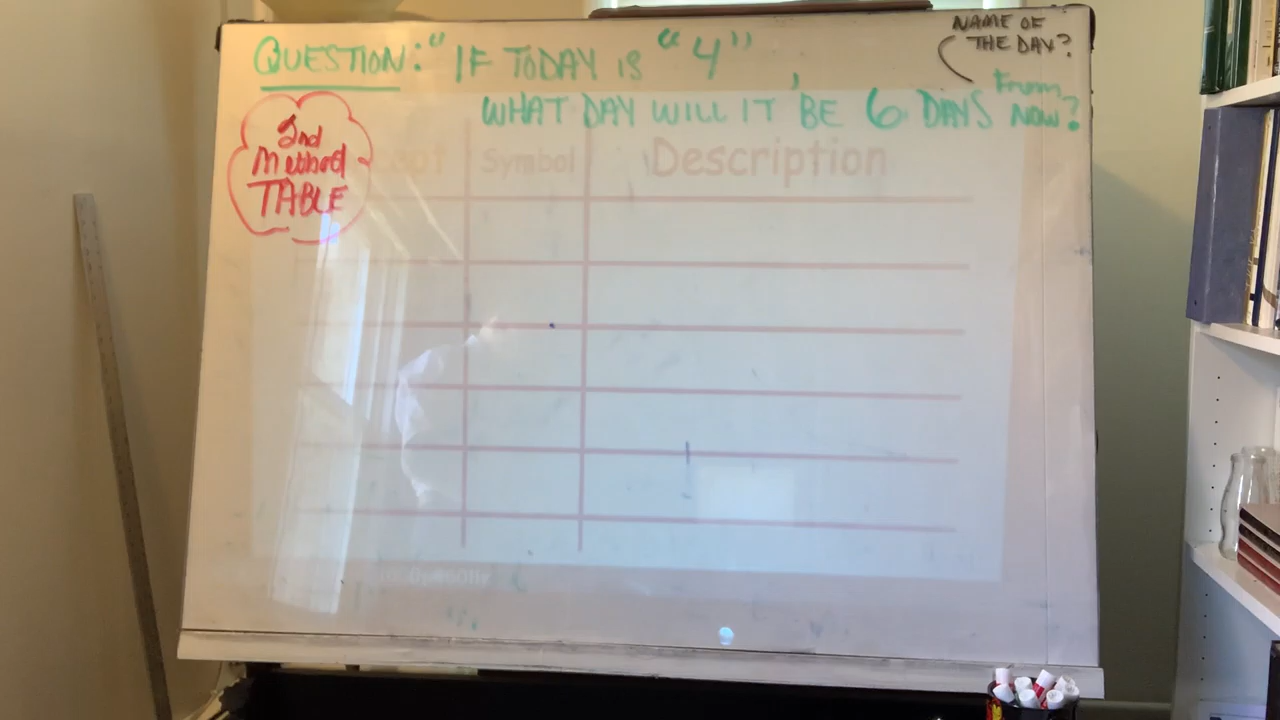 QUESTION: "IF TODAY IS "4",
WHAT DAY WILL IT BE 6 DAYS From NOW?
NAME OF
THE DAY?
2nd
Method
TABLE
Symbol
Description